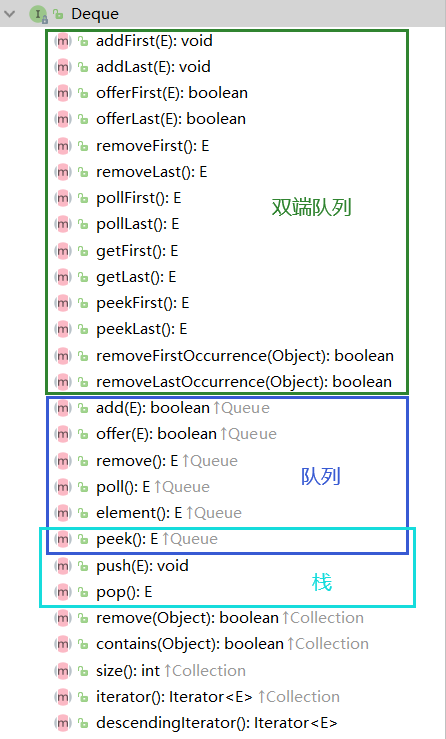 Deque
addFirst(E): void
addLast(E): void
offerFirst(E): boolean
offerLast(E): boolean
removeFirst(): E
removeLast(): E
pollFirst(): E
pollLast(): E
双端队列
getFirst(): E
getLast(): E
peekFirst(): E
peekLast(): E
removeFirstOccurrence(Object): boolean
removeLastOccurrence(Object): boolean
add(E): boolean ↑Queue
offer(E): boolean ↑Queue
remove(): E ↑Queue
队列
poll(): E ↑Queue
element(): E ↑Queue
peek(): E ↑Queue
push(E): void
栈
pop(): E
remove(Object): boolean ↑Collection
contains(Object): boolean ↑Collection
size(): int ↑Collection
iterator(): Iterator<E> ↑Collection
descendingIterator(): Iterator<E>